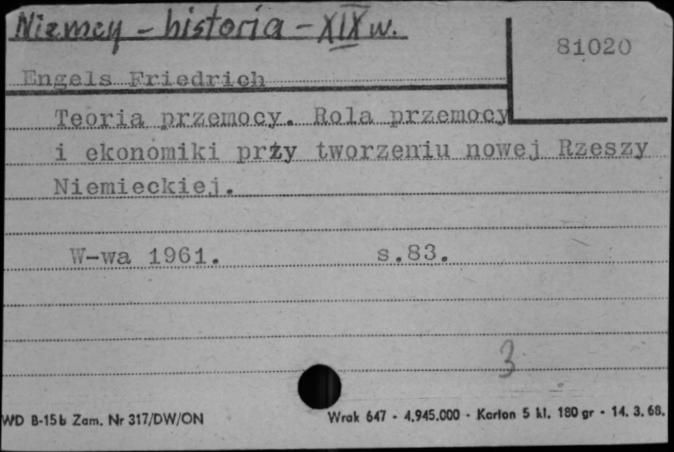 Niemcy - historia - XIX w.
81020
Engels Friedrich
Teoria przemocy. Rola przemocy
i ekonomiki przy tworzeniu nowej Rzeszy
Niemieckiej.
W-wa 1961. s.83.
3
WD B-15b Zam. Nr 317/DW/ON Wrak 647 - 4.945.000 - Karton 5 kl. 180 gr - 14. 3. 68.